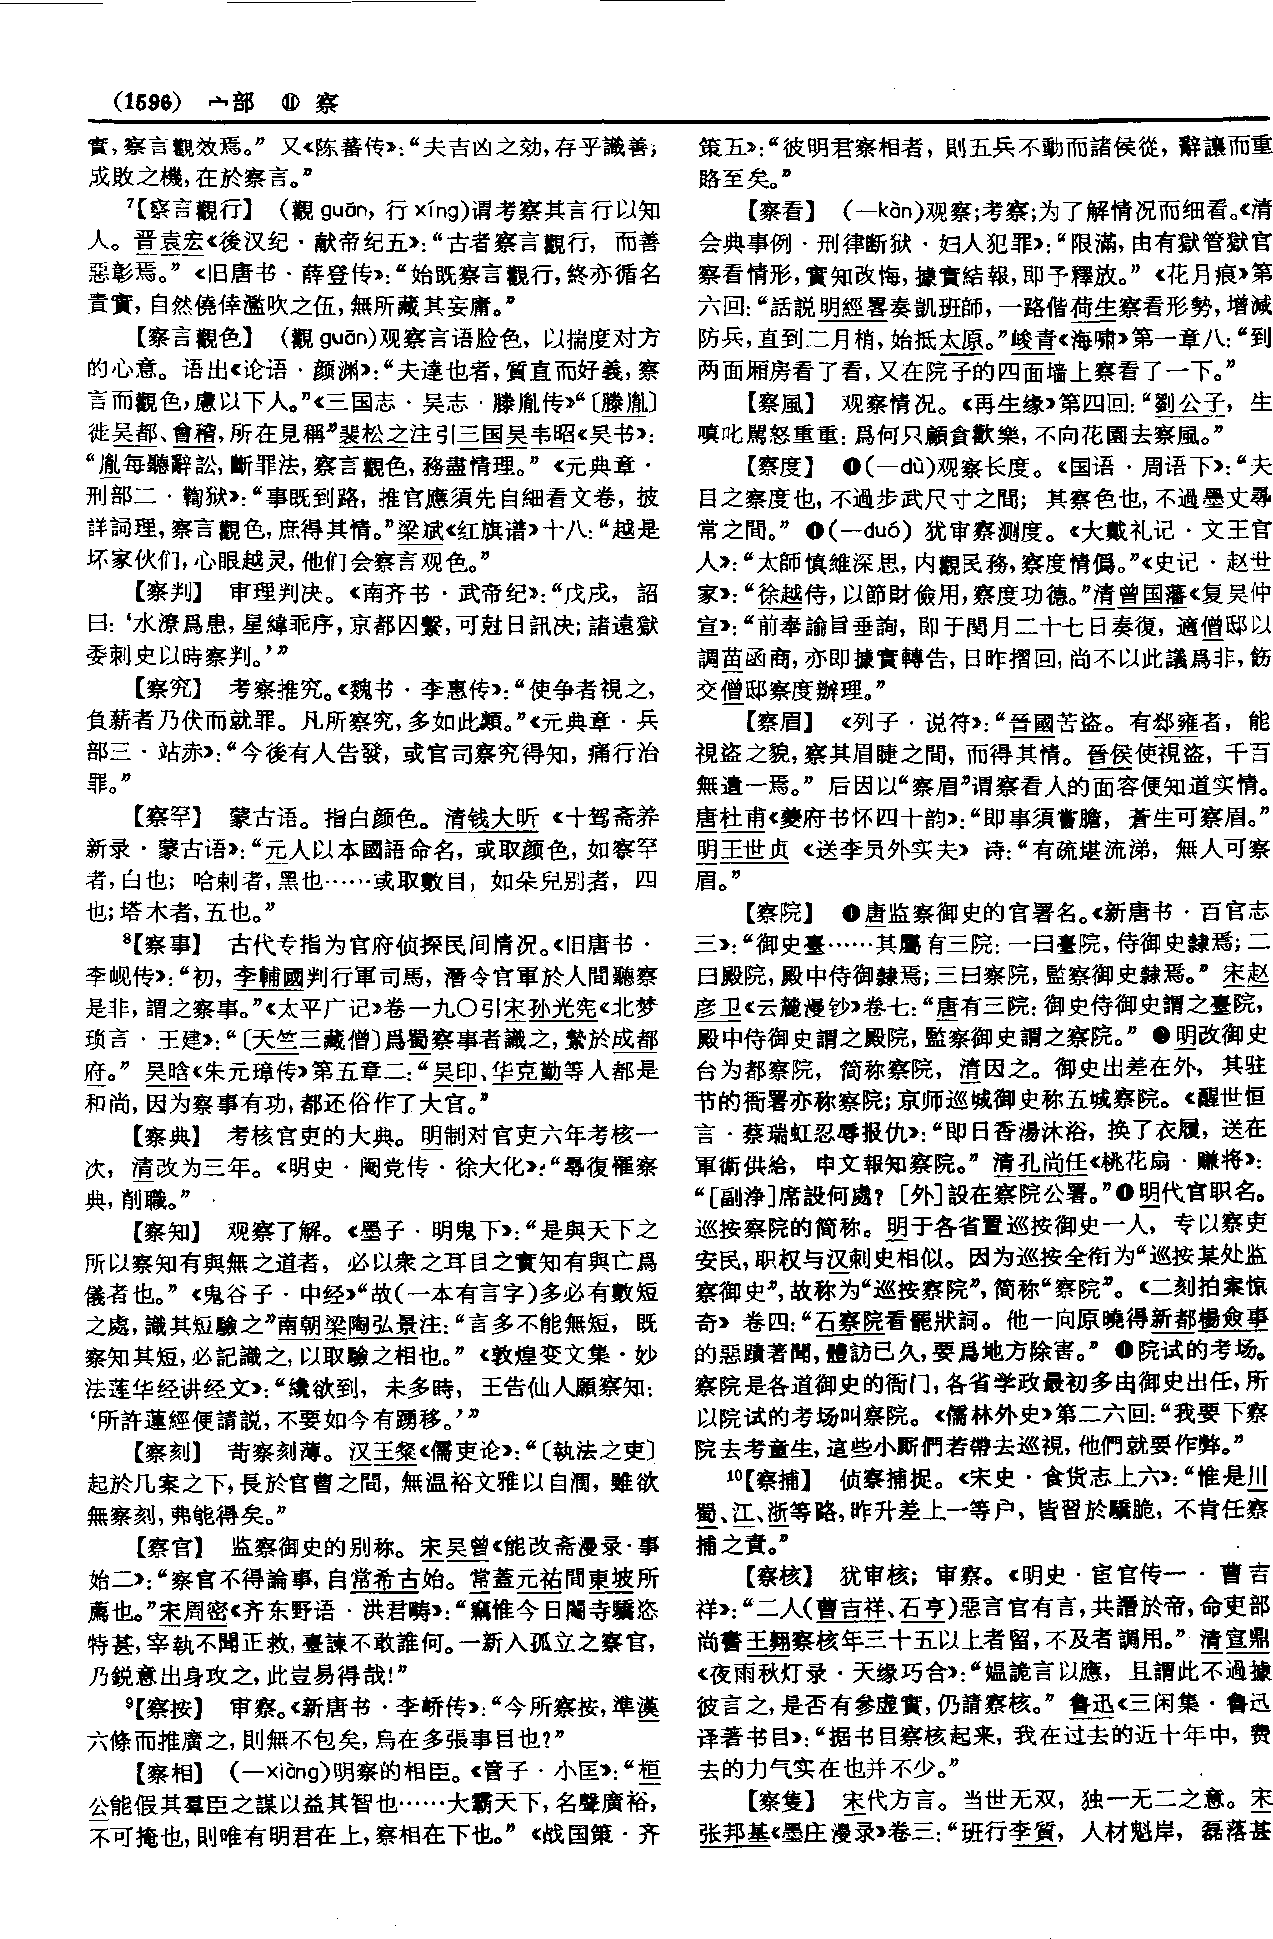 (1596) 宀部 ⑪ 察
實，察言觀效焉。”又《陈蕃传》：“夫吉凶之効，存乎識善；
成敗之機，在於察言。”
7【察言觀行】（觀 guān，行 xíng）谓考察其言行以知
人。晋袁宏《後汉纪·献帝纪五》：“古者察言觀行，而善
惡彰焉。”《旧唐书·薛登传》：“始既察言觀行，終亦循名
責實，自然僥倖濫吹之伍，無所藏其妄庸。”
【察言觀色】（觀 guān）观察言语脸色，以揣度对方
的心意。语出《论语·颜渊》：“夫達也者，質直而好義，察
言而觀色，慮以下人。”《三国志·吴志·滕胤传》“〔滕胤〕
徙吴都、會稽，所在見稱”裴松之注引三国吴韦昭《吴书》：
“胤每聽辭訟，斷罪法，察言觀色，務盡情理。”《元典章·
刑部二·鞫狱》：“事既到路，推官應須先自細看文卷，披
詳詞理，察言觀色，庶得其情。”梁斌《红旗谱》十八：“越是
坏家伙们，心眼越灵，他们会察言观色。”
【察判】 审理判决。《南齐书·武帝纪》：“戊戌，詔
曰：‘水潦爲患，星緯乖序，京都囚繫，可尅日訊决；諸遠獄
委刺史以時察判。’”
【察究】 考察推究。《魏书·李惠传》：“使争者視之，
負薪者乃伏而就罪。凡所察究，多如此類。”《元典章·兵
部三·站赤》：“今後有人告發，或官司察究得知，痛行治
罪。”
【察罕】 蒙古语。指白颜色。清钱大昕《十驾斋养
新录·蒙古语》：“元人以本國語命名，或取颜色，如察罕
者，白也；哈剌者，黑也……或取數目，如朵兒别者，四
也；塔木者，五也。”
8【察事】 古代专指为官府侦探民间情况。《旧唐书·
李岘传》：“初，李輔國判行軍司馬，潛令官軍於人間聽察
是非，謂之察事。”《太平广记》卷一九〇引宋孙光宪《北梦
琐言·王建》：“〔天竺三藏僧〕爲蜀察事者識之，縶於成都
府。”吴晗《朱元璋传》第五章二：“吴印、华克勤等人都是
和尚，因为察事有功，都还俗作了大官。”
【察典】 考核官吏的大典。明制对官吏六年考核一
次，清改为三年。《明史·阉党传·徐大化》：“尋復罹察
典，削職。”
【察知】 观察了解。《墨子·明鬼下》：“是與天下之
所以察知有與無之道者，必以衆之耳目之實知有與亡爲
儀者也。”《鬼谷子·中经》“故（一本有言字）多必有數短
之處，識其短驗之”南朝梁陶弘景注：“言多不能無短，既
察知其短，必記識之，以取驗之相也。”《敦煌变文集·妙
法莲华经讲经文》：“纔欲到，未多時，王告仙人願察知：
‘所許蓮經便請説，不要如今有踴移。’”
【察刻】 苛察刻薄。汉王粲《儒吏论》：“〔執法之吏〕
起於几案之下，長於官曹之間，無温裕文雅以自潤，雖欲
無察刻，弗能得矣。”
【察官】 监察御史的别称。宋吴曾《能改斋漫录·事
始二》：“察官不得論事，自常希古始。常蓋元祐間東坡所
薦也。”宋周密《齐东野语·洪君畴》：“竊惟今日閹寺驕恣
特甚，宰執不聞正救，臺諫不敢誰何。一新入孤立之察官，
乃鋭意出身攻之，此豈易得哉！”
9【察按】 审察。《新唐书·李峤传》：“今所察按，準漢
六條而推廣之，則無不包矣，烏在多張事目也？”
【察相】（—xiàng）明察的相臣。《管子·小匡》：“桓
公能假其羣臣之謀以益其智也……大霸天下，名聲廣裕，
不可掩也，則唯有明君在上，察相在下也。”《战国策·齐
策五》：“彼明君察相者，則五兵不動而諸侯從，辭讓而重
賂至矣。”
【察看】（—kàn）观察；考察；为了解情况而细看。《清
会典事例·刑律断狱·妇人犯罪》：“限滿，由有獄管獄官
察看情形，實知改悔，據實結報，即予釋放。”《花月痕》第
六回：“話説明經畧奏凱班師，一路偕荷生察看形勢，增減
防兵，直到二月梢，始抵太原。”峻青《海啸》第一章八：“到
两面厢房看了看，又在院子的四面墙上察看了一下。”
【察風】 观察情况。《再生缘》第四回：“劉公子，生
嗔叱駡怒重重：爲何只顧貪歡樂，不向花園去察風。”
【察度】 ❶（—dù）观察长度。《国语·周语下》：“夫
目之察度也，不過步武尺寸之間；其察色也，不過墨丈尋
常之間。”❷（—duó）犹审察测度。《大戴礼记·文王官
人》：“太師慎維深思，内觀民務，察度情僞。”《史记·赵世
家》：“徐越侍，以節財儉用，察度功德。”清曾国藩《复吴仲
宣》：“前奉諭旨垂詢，即于閏月二十七日奏復，適僧邸以
調苗函商，亦即據實轉告，日昨摺回，尚不以此議爲非，飭
交僧邸察度辦理。”
【察眉】 《列子·说符》：“晉國苦盗。有郄雍者，能
視盗之貌，察其眉睫之間，而得其情。晉侯使視盗，千百
無遺一焉。”后因以“察眉”谓察看人的面容便知道实情。
唐杜甫《夔府书怀四十韵》：“即事須嘗膽，蒼生可察眉。”
明王世贞《送李员外实夫》诗：“有疏堪流涕，無人可察
眉。”
【察院】 ❶唐监察御史的官署名。《新唐书·百官志
三》：“御史臺……其屬有三院：一曰臺院，侍御史隸焉；二
曰殿院，殿中侍御隸焉；三曰察院，監察御史隸焉。”宋赵
彦卫《云麓漫钞》卷七：“唐有三院：御史侍御史謂之臺院，
殿中侍御史謂之殿院，監察御史謂之察院。”❷明改御史
台为都察院，简称察院，清因之。御史出差在外，其驻
节的衙署亦称察院；京师巡城御史称五城察院。《醒世恒
言·蔡瑞虹忍辱报仇》：“即日香湯沐浴，换了衣履，送在
軍衛供給，申文報知察院。”清孔尚任《桃花扇·赚将》：
“［副浄］席設何處？［外］設在察院公署。”❸明代官职名。
巡按察院的简称。明于各省置巡按御史一人，专以察吏
安民，职权与汉刺史相似。因为巡按全衔为“巡按某处监
察御史”，故称为“巡按察院”，简称“察院”。《二刻拍案惊
奇》卷四：“石察院看罷狀詞。他一向原曉得新都楊僉事
的惡蹟著聞，體訪已久，要爲地方除害。”❹院试的考场。
察院是各道御史的衙门，各省学政最初多由御史出任，所
以院试的考场叫察院。《儒林外史》第二六回：“我要下察
院去考童生，這些小厮們若帶去巡視，他們就要作弊。”
10【察捕】 侦察捕捉。《宋史·食货志上六》：“惟是川
蜀、江、浙等路，昨升差上一等户，皆習於驕脆，不肯任察
捕之責。”
【察核】 犹审核；审察。《明史·宦官传一·曹吉
祥》：“二人（曹吉祥、石亨）惡言官有言，共譖於帝，命吏部
尚書王翱察核年三十五以上者留，不及者調用。”清宣鼎
《夜雨秋灯录·天缘巧合》：“媪詭言以應，且謂此不過據
彼言之，是否有參虚實，仍請察核。”鲁迅《三闲集·鲁迅
译著书目》：“据书目察核起来，我在过去的近十年中，费
去的力气实在也并不少。”
【察隻】 宋代方言。当世无双，独一无二之意。宋
张邦基《墨庄漫录》卷三：“班行李質，人材魁岸，磊落甚